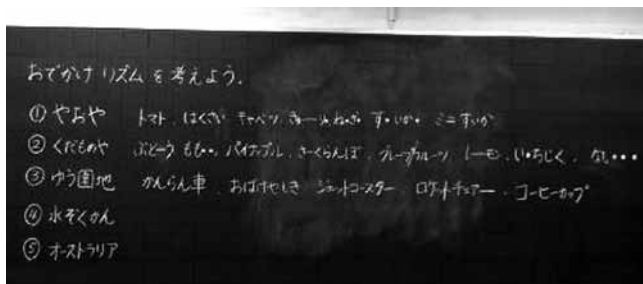 おでかけリズムを考えよう.
① やおや トマト、はくさい キャベツ、きゅーり、ねぎ す・いか・ ミニすいか
② くだものや ぶどーう もも・・、パイナップル、さーくらんぼ、グレープフルーツ、レーモン、い・ちじく、なし・・・
③ ゆう園地 かんらん車、おばけやしき ジェットコースター、ロケットチェアー、コーヒーカップ
④ 水ぞくかん
⑤ オーストラリア